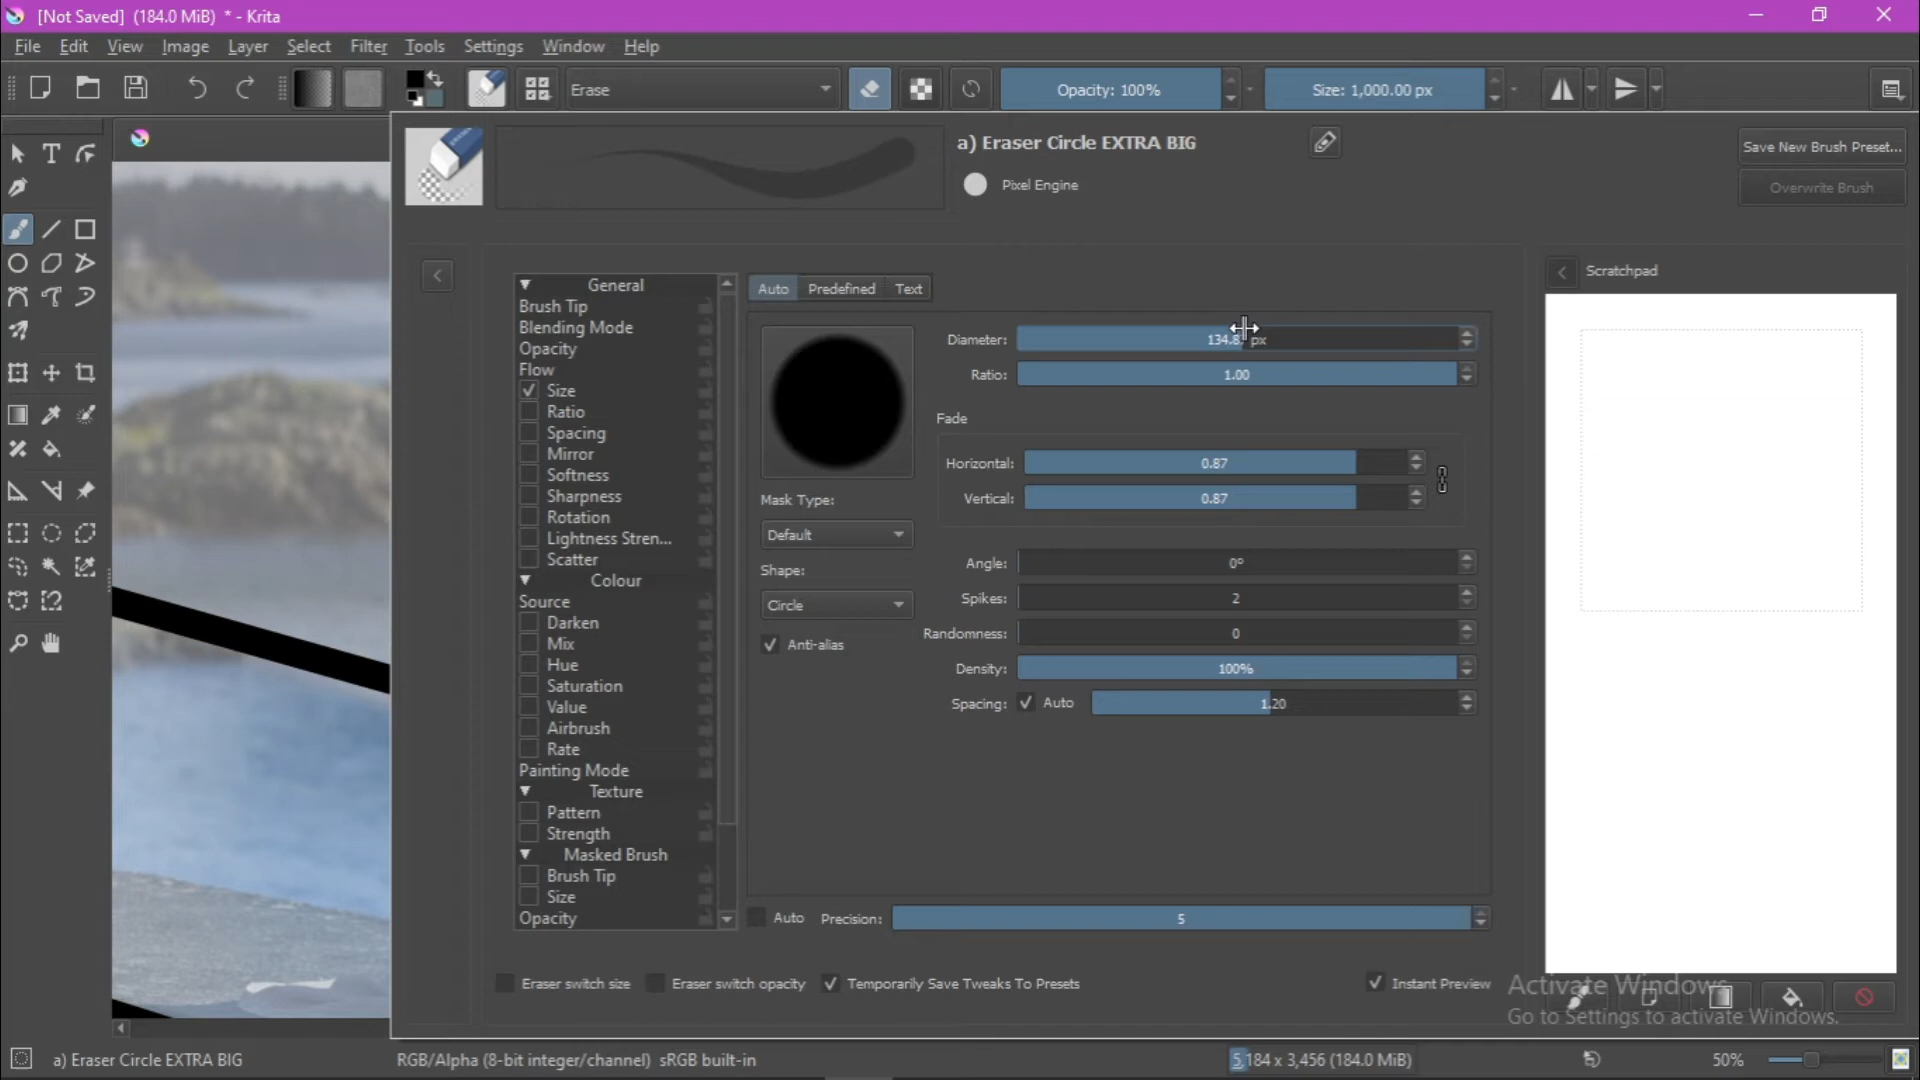 [Not Saved] (184.0 MiB) * - Krita
File Edit View Image Layer Select Filter Tools Settings Window Help
Erase Opacity: 100% Size: 1,000.00 px
a) Eraser Circle EXTRA BIG
Save New Brush Preset...
Pixel Engine
Overwrite Brush
Scratchpad
General
Brush Tip
Blending Mode
Opacity
Flow
Size
Ratio
Spacing
Mirror
Softness
Sharpness
Rotation
Lightness Stren...
Scatter
Colour
Source
Darken
Mix
Hue
Saturation
Value
Airbrush
Rate
Painting Mode
Texture
Pattern
Strength
Masked Brush
Brush Tip
Size
Opacity
Auto Predefined Text
Diameter: px
Ratio: 1.00
Fade
Horizontal: 0.87
Vertical: 0.87
Mask Type:
Default
Shape:
Circle
Anti-alias
Angle: 0°
Spikes: 2
Randomness: 0
Density: 100%
Spacing: Auto 1.20
Auto Precision: 5
Eraser switch size Eraser switch opacity Temporarily Save Tweaks To Presets Instant Preview
Activate Windows
Go to Settings to activate Windows.
a) Eraser Circle EXTRA BIG RGB/Alpha (8-bit integer/channel) sRGB built-in 5,184 x 3,456 (184.0 MiB) 50%